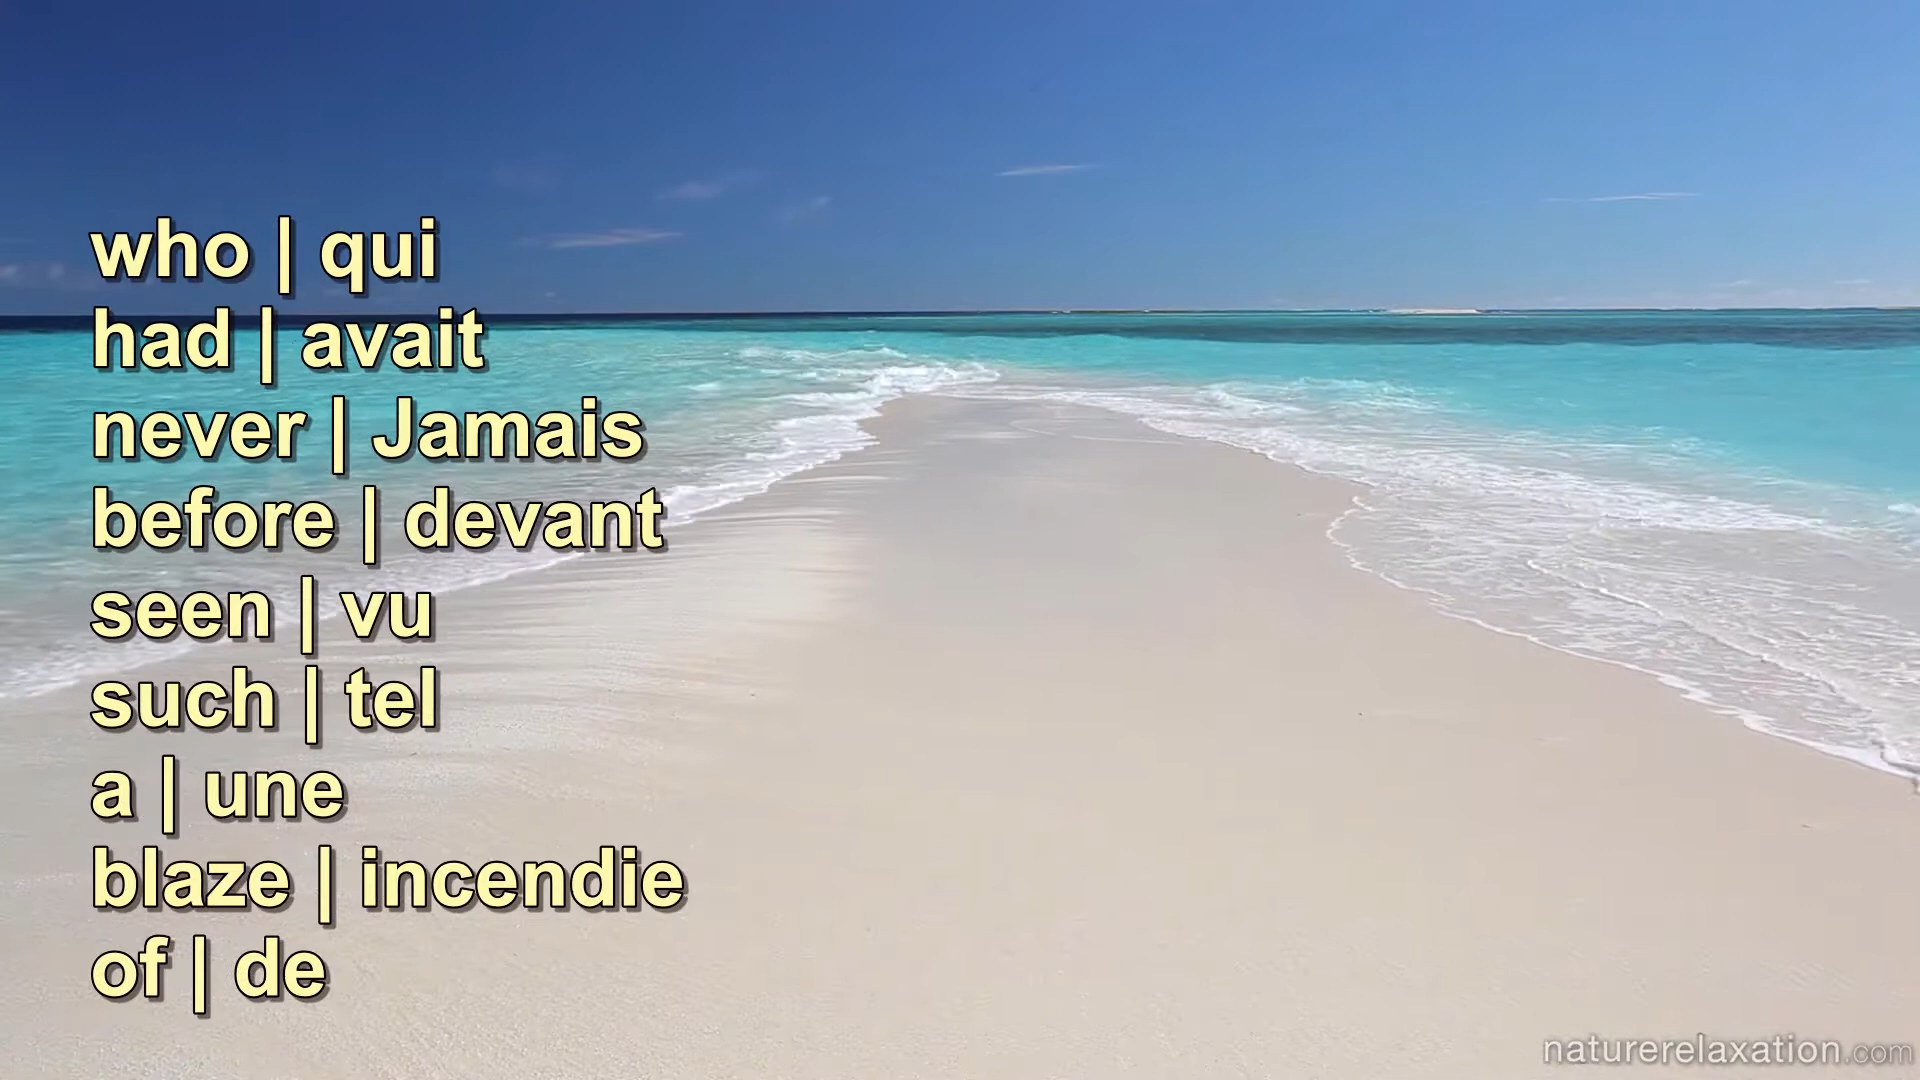 who | qui
had | avait
never | Jamais
before | devant
seen | vu
such | tel
a | une
blaze | incendie
of | de
naturerelaxation.com